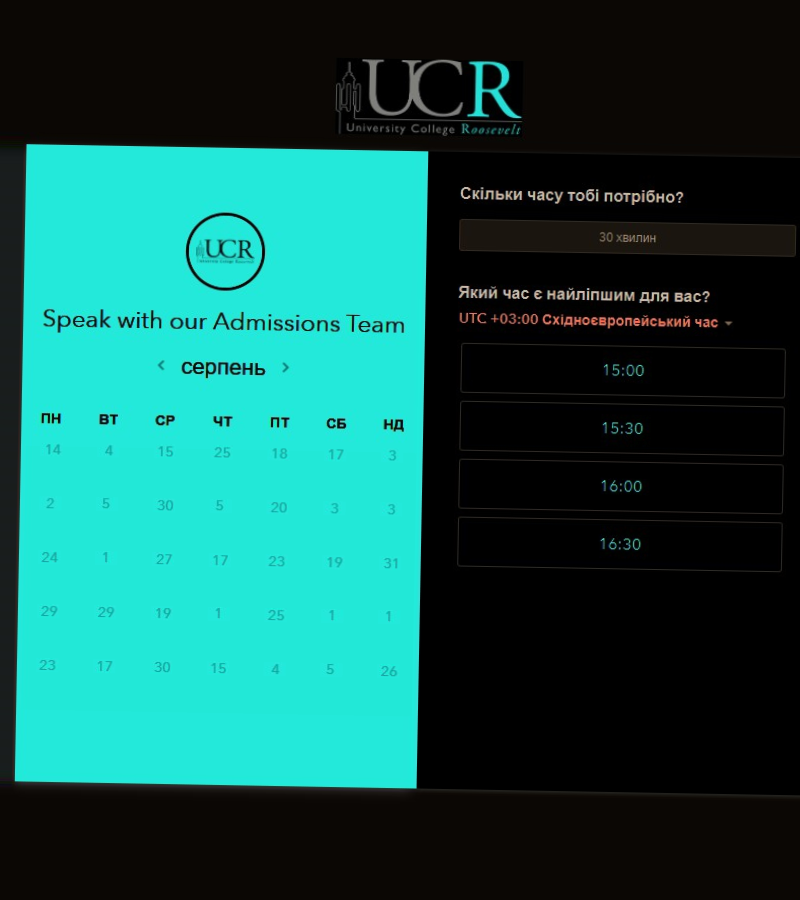 UCR
University College Roosevelt
UCR
University College Roosevelt
Speak with our Admissions Team
серпень
ПН ВТ СР ЧТ ПТ СБ НД
14 4 15 25 18 17 3
2 5 30 5 20 3 3
24 1 27 17 23 19 31
29 29 19 1 25 1 1
23 17 30 15 4 5 26
Скільки часу тобі потрібно?
30 хвилин
Який час є найліпшим для вас?
UTC +03:00 Східноєвропейський час
15:00
15:30
16:00
16:30